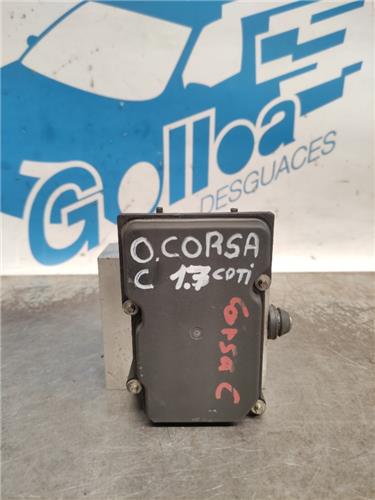 Golloa
DESGUACES
O.CORSA
C 1.7 CDTi
Corsa C